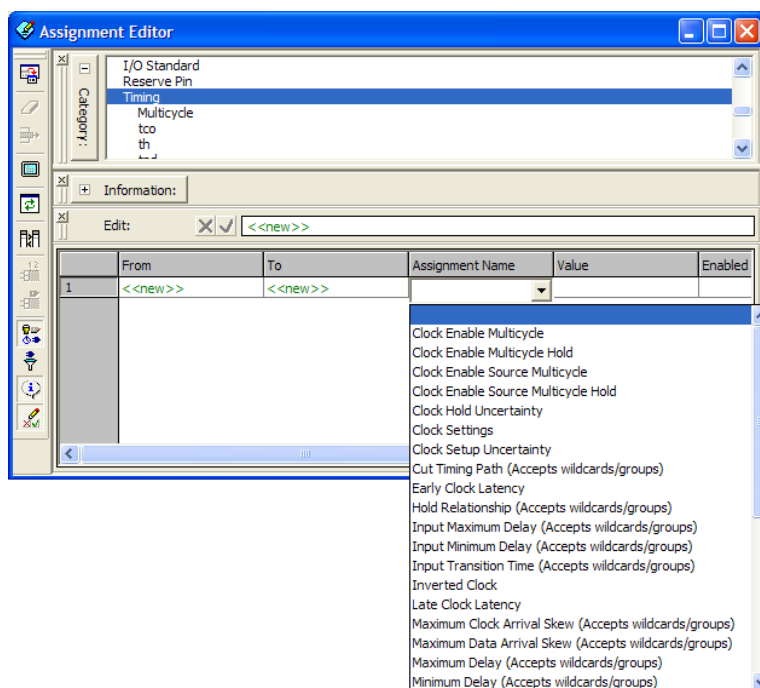 Assignment Editor
I/O Standard
Reserve Pin
Timing
Multicycle
tco
th
Category:
Information:
Edit:
<<new>>
From To Assignment Name Value Enabled
1 <<new>> <<new>>
Clock Enable Multicycle
Clock Enable Multicycle Hold
Clock Enable Source Multicycle
Clock Enable Source Multicycle Hold
Clock Hold Uncertainty
Clock Settings
Clock Setup Uncertainty
Cut Timing Path (Accepts wildcards/groups)
Early Clock Latency
Hold Relationship (Accepts wildcards/groups)
Input Maximum Delay (Accepts wildcards/groups)
Input Minimum Delay (Accepts wildcards/groups)
Input Transition Time (Accepts wildcards/groups)
Inverted Clock
Late Clock Latency
Maximum Clock Arrival Skew (Accepts wildcards/groups)
Maximum Data Arrival Skew (Accepts wildcards/groups)
Maximum Delay (Accepts wildcards/groups)
Minimum Delay (Accepts wildcards/groups)